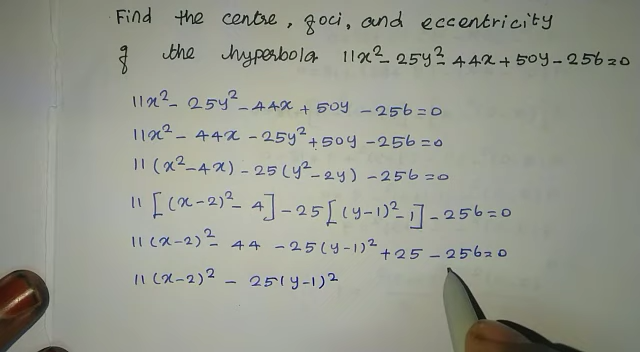 Find the centre, foci, and eccentricity
of the hyperbola 11x² - 25y² - 44x + 50y - 256 = 0
11x² - 25y² - 44x + 50y - 256 = 0
11x² - 44x - 25y² + 50y - 256 = 0
11(x² - 4x) - 25(y² - 2y) - 256 = 0
11[(x-2)² - 4] - 25[(y-1)² - 1] - 256 = 0
11(x-2)² - 44 - 25(y-1)² + 25 - 256 = 0
11(x-2)² - 25(y-1)²